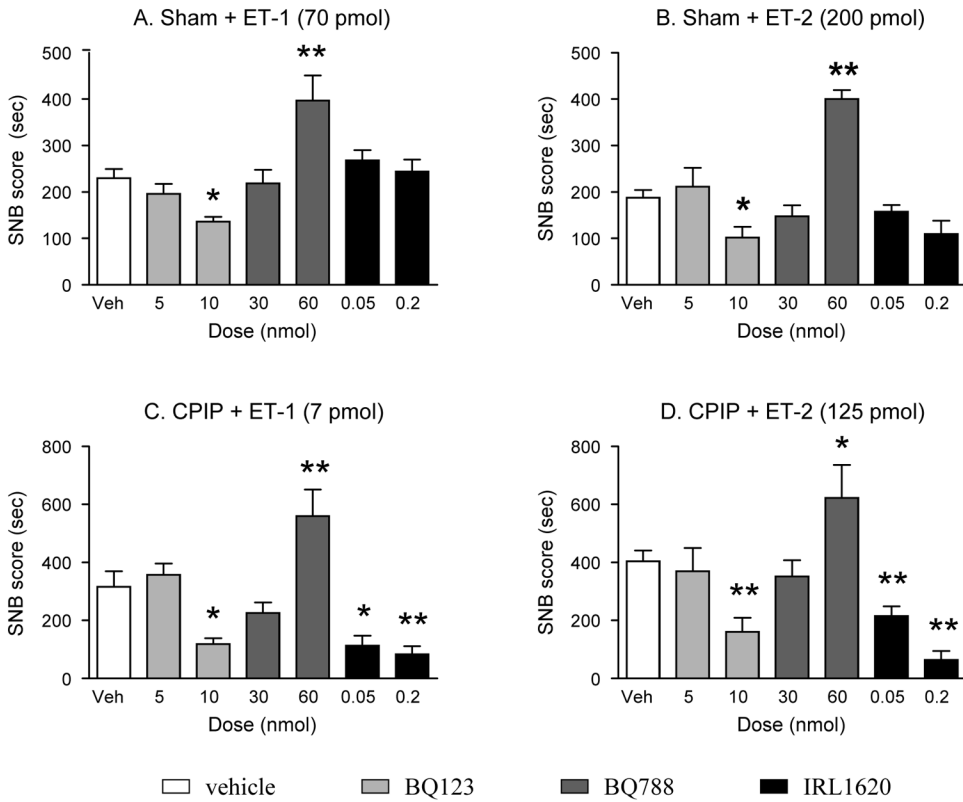 A. Sham + ET-1 (70 pmol)
SNB score (sec)
500
400
300
200
100
0
**
*
Veh 5 10 30 60 0.05 0.2
Dose (nmol)
B. Sham + ET-2 (200 pmol)
SNB score (sec)
500
400
300
200
100
0
**
*
Veh 5 10 30 60 0.05 0.2
Dose (nmol)
C. CPIP + ET-1 (7 pmol)
SNB score (sec)
800
600
400
200
0
**
* * **
Veh 5 10 30 60 0.05 0.2
Dose (nmol)
D. CPIP + ET-2 (125 pmol)
SNB score (sec)
800
600
400
200
0
*
** ** **
Veh 5 10 30 60 0.05 0.2
Dose (nmol)
vehicle BQ123 BQ788 IRL1620